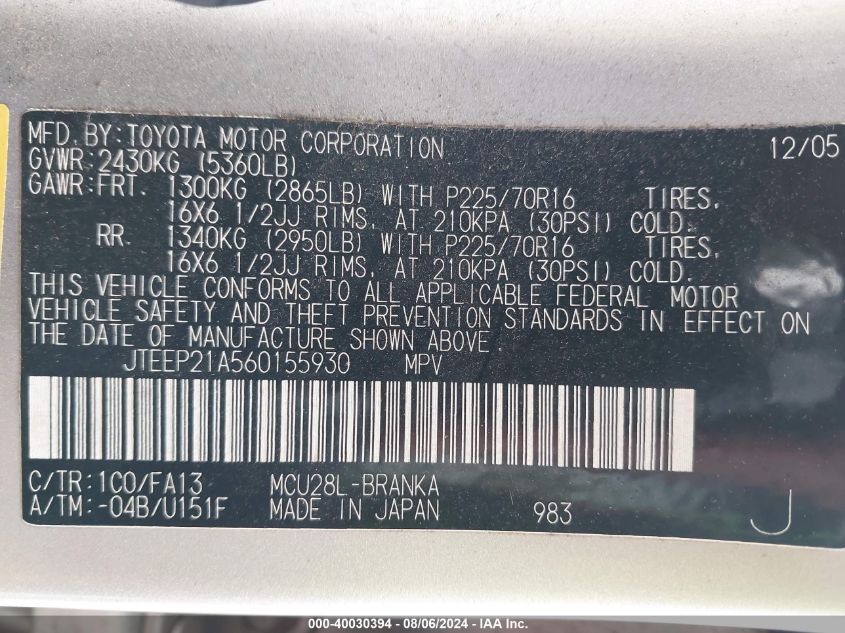 MFD. BY: TOYOTA MOTOR CORPORATION 12/05
GVWR: 2430KG (5360LB)
GAWR: FRT. 1300KG (2865LB) WITH P225/70R16 TIRES,
16X6 1/2JJ RIMS, AT 210KPA (30PSI) COLD.
RR. 1340KG (2950LB) WITH P225/70R16 TIRES,
16X6 1/2JJ RIMS, AT 210KPA (30PSI) COLD.
THIS VEHICLE CONFORMS TO ALL APPLICABLE FEDERAL MOTOR
VEHICLE SAFETY AND THEFT PREVENTION STANDARDS IN EFFECT ON
THE DATE OF MANUFACTURE SHOWN ABOVE.
JTEEP21A560155930 MPV
C/TR: 1C0/FA13 MCU28L-BRANKA
A/TM: -04B/U151F MADE IN JAPAN 983 J
000-40030394 - 08/06/2024 - IAA Inc.